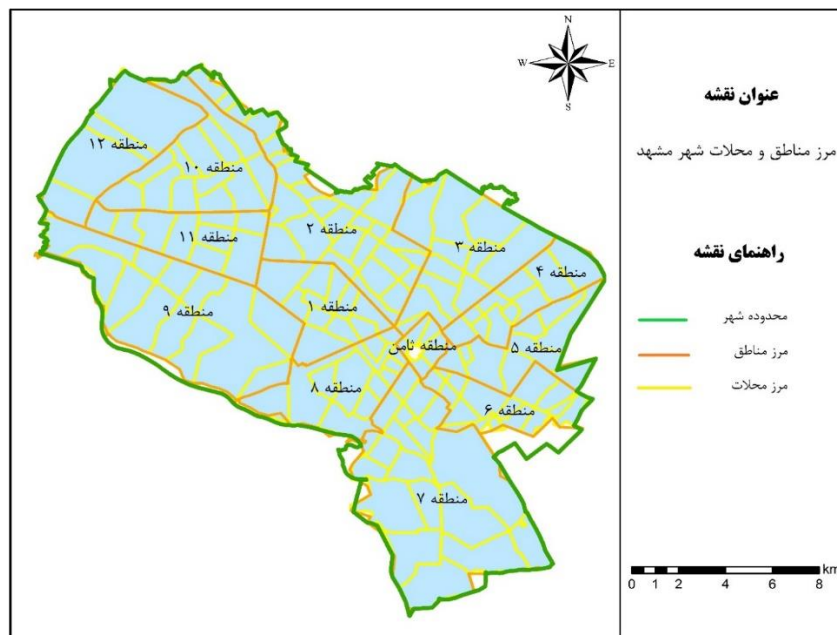 عنوان نقشه
مرز مناطق و محلات شهر مشهد
راهنمای نقشه
محدوده شهر
مرز مناطق
مرز محلات
0 1 2 4 6 8 km
N
W E
S
منطقه ۱۲
منطقه ۱۰
منطقه ۲
منطقه ۱۱
منطقه ۳
منطقه ۴
منطقه ۹
منطقه ۱
منطقه ثامن
منطقه ۵
منطقه ۸
منطقه ۶
منطقه ۷